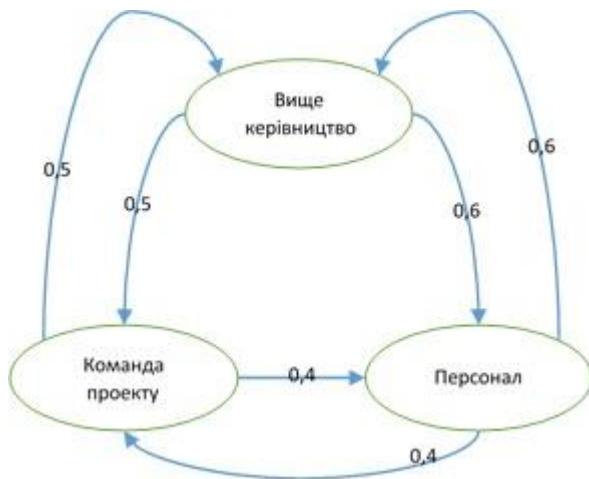 Вище
керівництво
0,5
0,6
0,5
0,6
Команда
проекту
0,4
Персонал
0,4